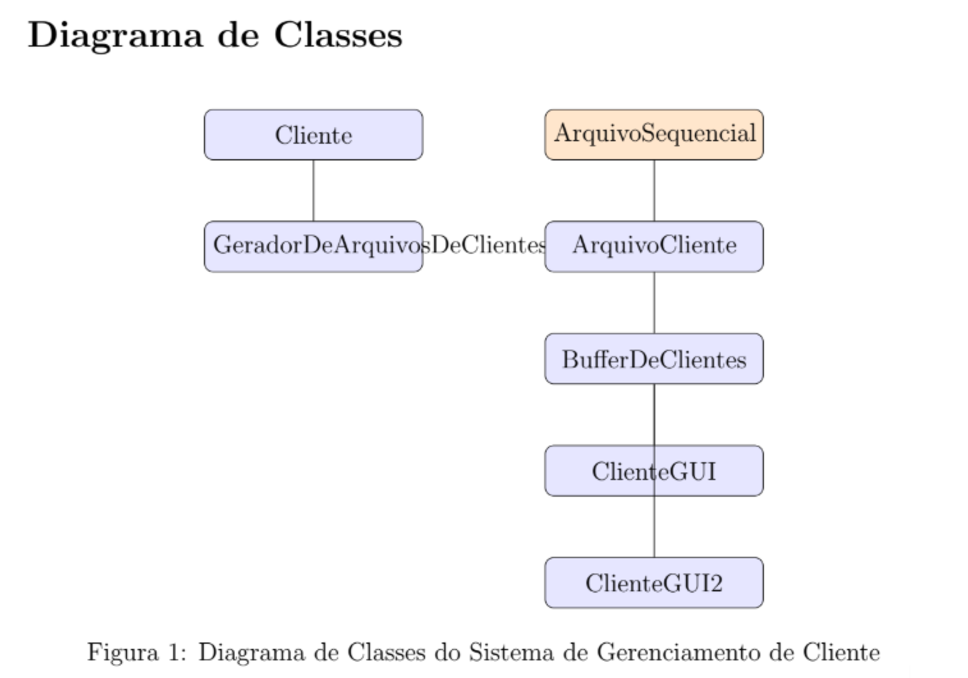 Diagrama de Classes
Cliente
ArquivoSequencial
GeradorDeArquivosDeClientes
ArquivoCliente
BufferDeClientes
ClienteGUI
ClienteGUI2
Figura 1: Diagrama de Classes do Sistema de Gerenciamento de Cliente